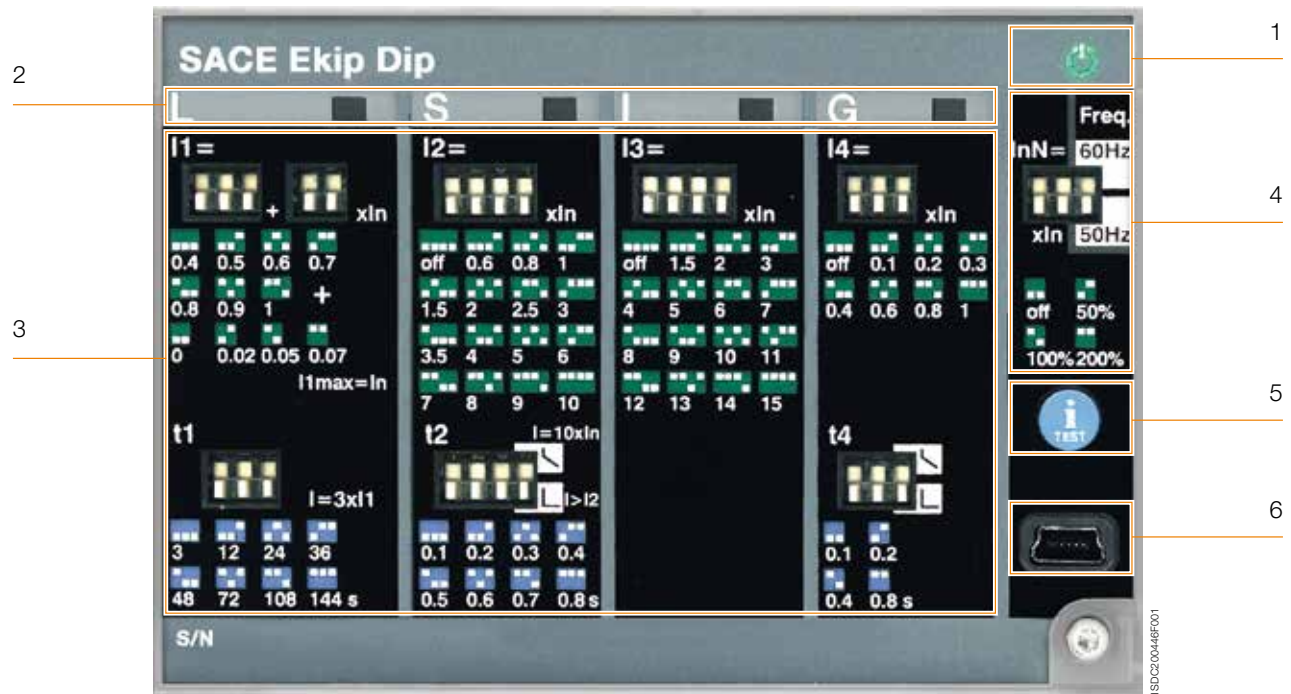 1
SACE Ekip Dip
2
L S I G
Freq.
I1= I2= I3= I4= InN= 60Hz
4
+ xIn xIn xIn xIn
xIn 50Hz
0.4 0.5 0.6 0.7 off 0.6 0.8 1 off 1.5 2 3 off 0.1 0.2 0.3
0.8 0.9 1 + 1.5 2 2.5 3 4 5 6 7 0.4 0.6 0.8 1 off 50%
3
0 0.02 0.05 0.07 3.5 4 5 6 8 9 10 11 100% 200%
I1max=In
7 8 9 10 12 13 14 15
5
i
TEST
t1 t2 I=10xIn t4
I=3xI1 I>I2
6
3 12 24 36 0.1 0.2 0.3 0.4 0.1 0.2
48 72 108 144 s 0.5 0.6 0.7 0.8 s 0.4 0.8 s
S/N
1SDC200446F001